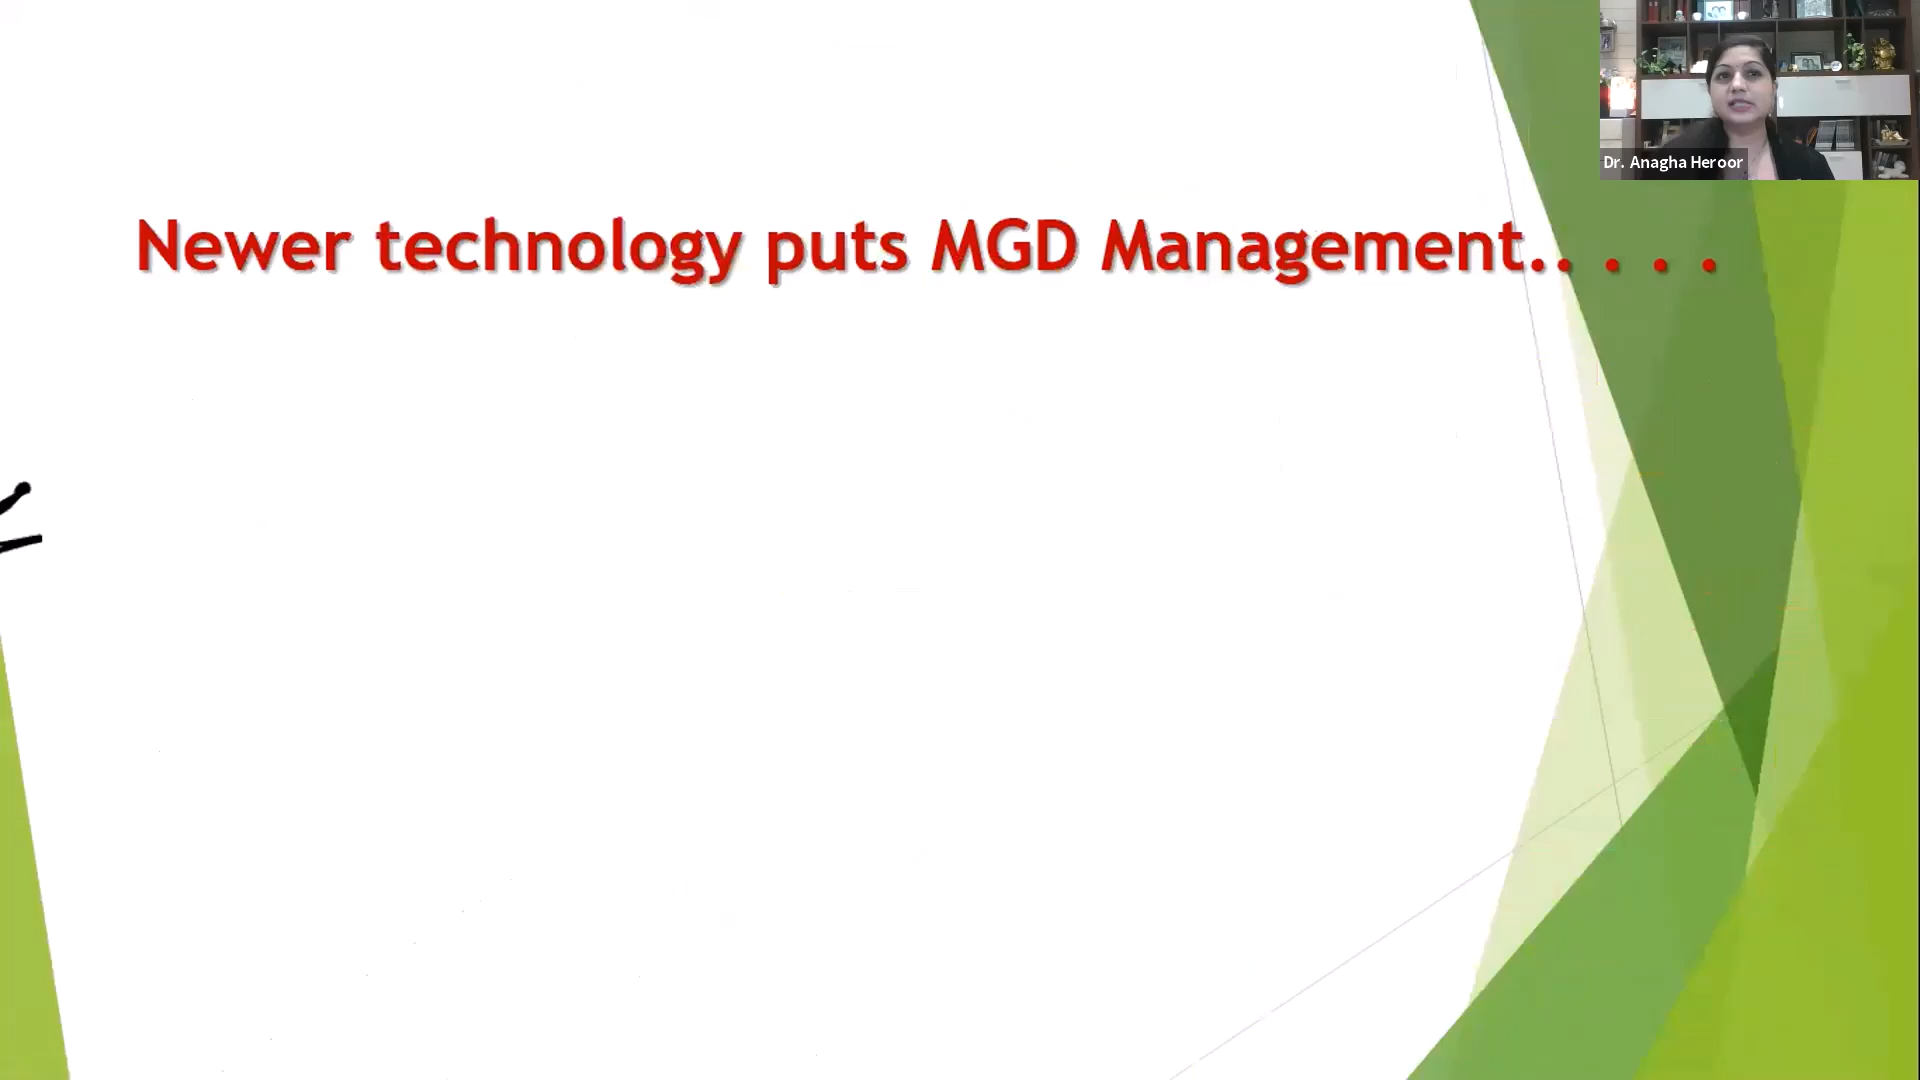 Dr. Anagha Heroor
Newer technology puts MGD Management.. . . .